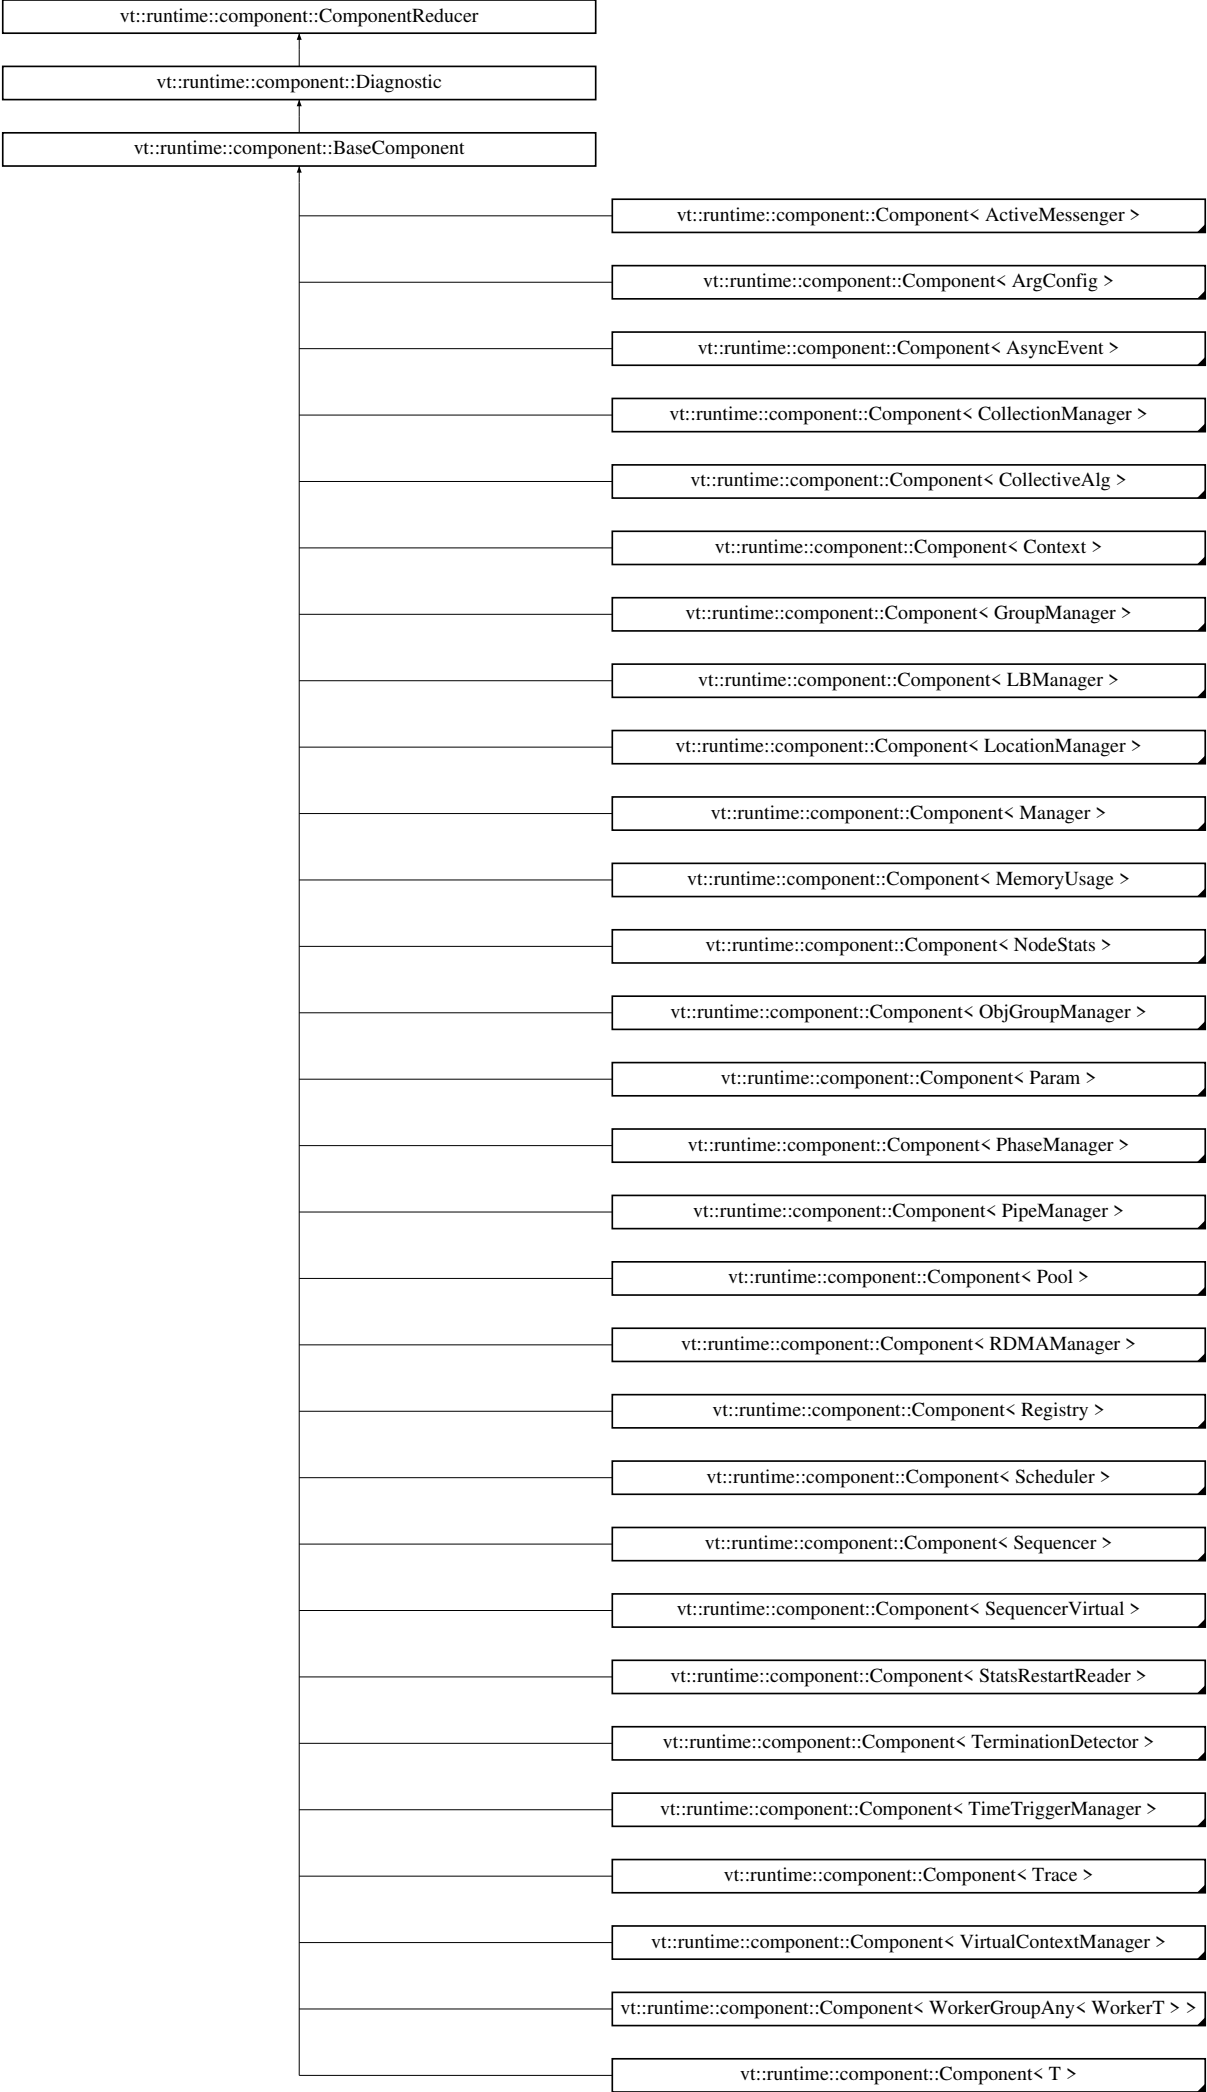 vt::runtime::component::ComponentReducer
vt::runtime::component::Diagnostic
vt::runtime::component::BaseComponent
vt::runtime::component::Component< ActiveMessenger >
vt::runtime::component::Component< ArgConfig >
vt::runtime::component::Component< AsyncEvent >
vt::runtime::component::Component< CollectionManager >
vt::runtime::component::Component< CollectiveAlg >
vt::runtime::component::Component< Context >
vt::runtime::component::Component< GroupManager >
vt::runtime::component::Component< LBManager >
vt::runtime::component::Component< LocationManager >
vt::runtime::component::Component< Manager >
vt::runtime::component::Component< MemoryUsage >
vt::runtime::component::Component< NodeStats >
vt::runtime::component::Component< ObjGroupManager >
vt::runtime::component::Component< Param >
vt::runtime::component::Component< PhaseManager >
vt::runtime::component::Component< PipeManager >
vt::runtime::component::Component< Pool >
vt::runtime::component::Component< RDMAManager >
vt::runtime::component::Component< Registry >
vt::runtime::component::Component< Scheduler >
vt::runtime::component::Component< Sequencer >
vt::runtime::component::Component< SequencerVirtual >
vt::runtime::component::Component< StatsRestartReader >
vt::runtime::component::Component< TerminationDetector >
vt::runtime::component::Component< TimeTriggerManager >
vt::runtime::component::Component< Trace >
vt::runtime::component::Component< VirtualContextManager >
vt::runtime::component::Component< WorkerGroupAny< WorkerT > >
vt::runtime::component::Component< T >